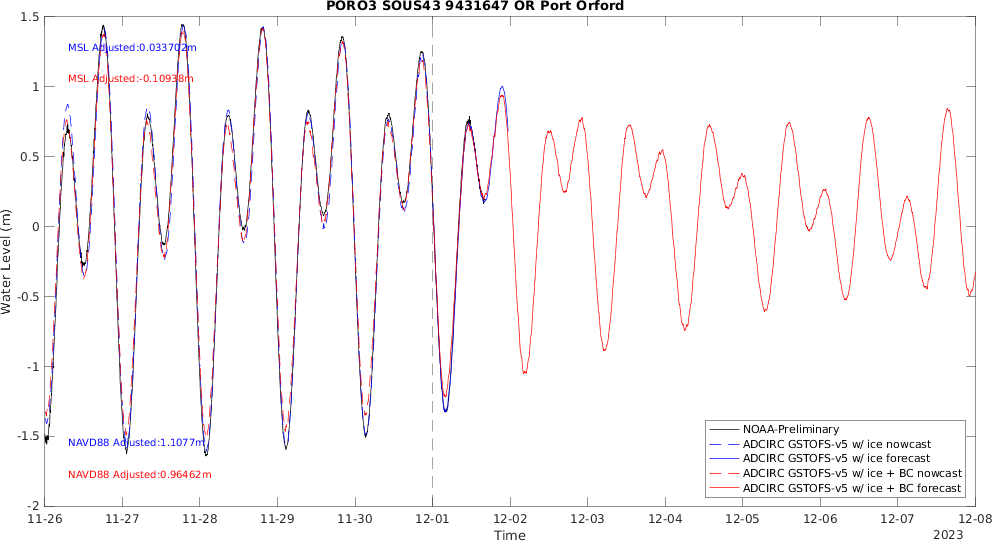 PORO3 SOUS43 9431647 OR Port Orford
MSL Adjusted:0.033702m
MSL Adjusted:-0.10938m
NAVD88 Adjusted:1.1077m
NAVD88 Adjusted:0.96462m
Water Level (m)
1.5
1
0.5
0
-0.5
-1
-1.5
-2
NOAA-Preliminary
ADCIRC GSTOFS-v5 w/ ice nowcast
ADCIRC GSTOFS-v5 w/ ice forecast
ADCIRC GSTOFS-v5 w/ ice + BC nowcast
ADCIRC GSTOFS-v5 w/ ice + BC forecast
11-26 11-27 11-28 11-29 11-30 12-01 12-02 12-03 12-04 12-05 12-06 12-07 12-08
Time
2023